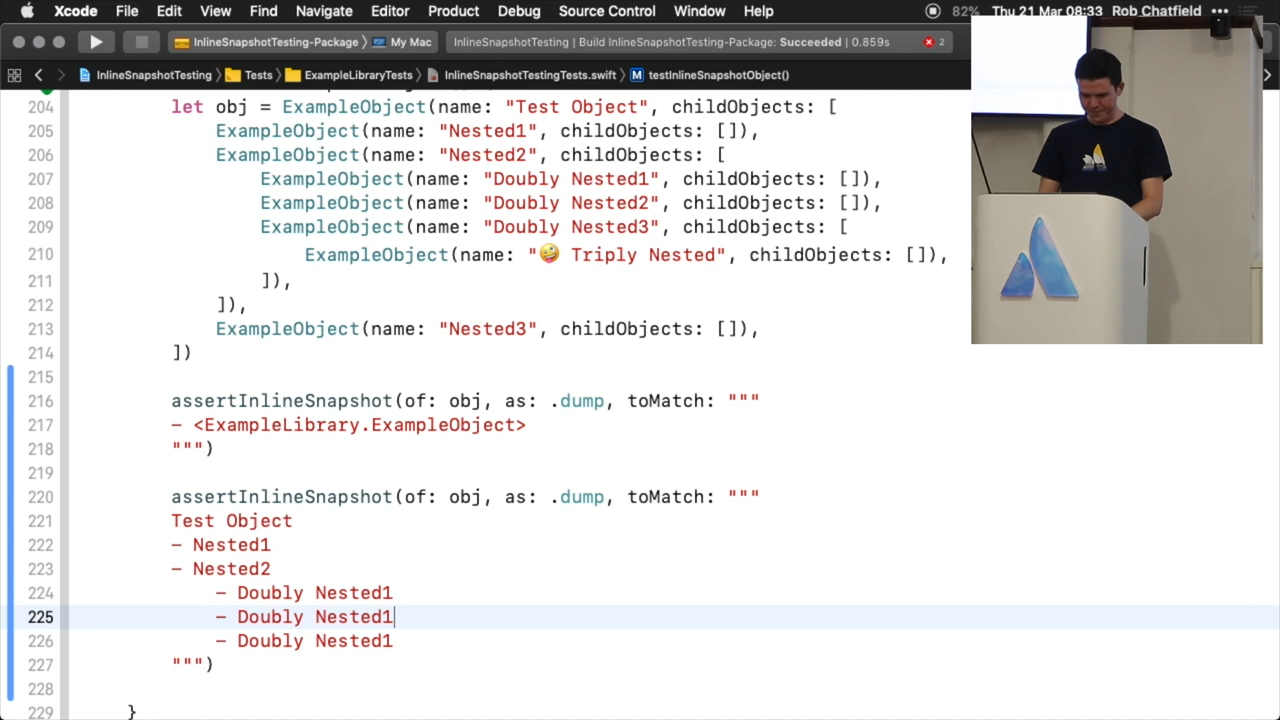 Xcode File Edit View Find Navigate Editor Product Debug Source Control Window Help 82% Thu 21 Mar 08:33 Rob Chatfield
InlineSnapshotTesting-Package My Mac InlineSnapshotTesting | Build InlineSnapshotTesting-Package: Succeeded | 0.859s 2
InlineSnapshotTesting Tests ExampleLibraryTests InlineSnapshotTestingTests.swift M testInlineSnapshotObject()
204 let obj = ExampleObject(name: "Test Object", childObjects: [
205 ExampleObject(name: "Nested1", childObjects: []),
206 ExampleObject(name: "Nested2", childObjects: [
207 ExampleObject(name: "Doubly Nested1", childObjects: []),
208 ExampleObject(name: "Doubly Nested2", childObjects: []),
209 ExampleObject(name: "Doubly Nested3", childObjects: [
210 ExampleObject(name: "🤪 Triply Nested", childObjects: []),
211 ]),
212 ]),
213 ExampleObject(name: "Nested3", childObjects: []),
214 ])
215
216 assertInlineSnapshot(of: obj, as: .dump, toMatch: """
217 - <ExampleLibrary.ExampleObject>
218 """)
219
220 assertInlineSnapshot(of: obj, as: .dump, toMatch: """
221 Test Object
222 - Nested1
223 - Nested2
224 - Doubly Nested1
225 - Doubly Nested1
226 - Doubly Nested1
227 """)
228
229 }